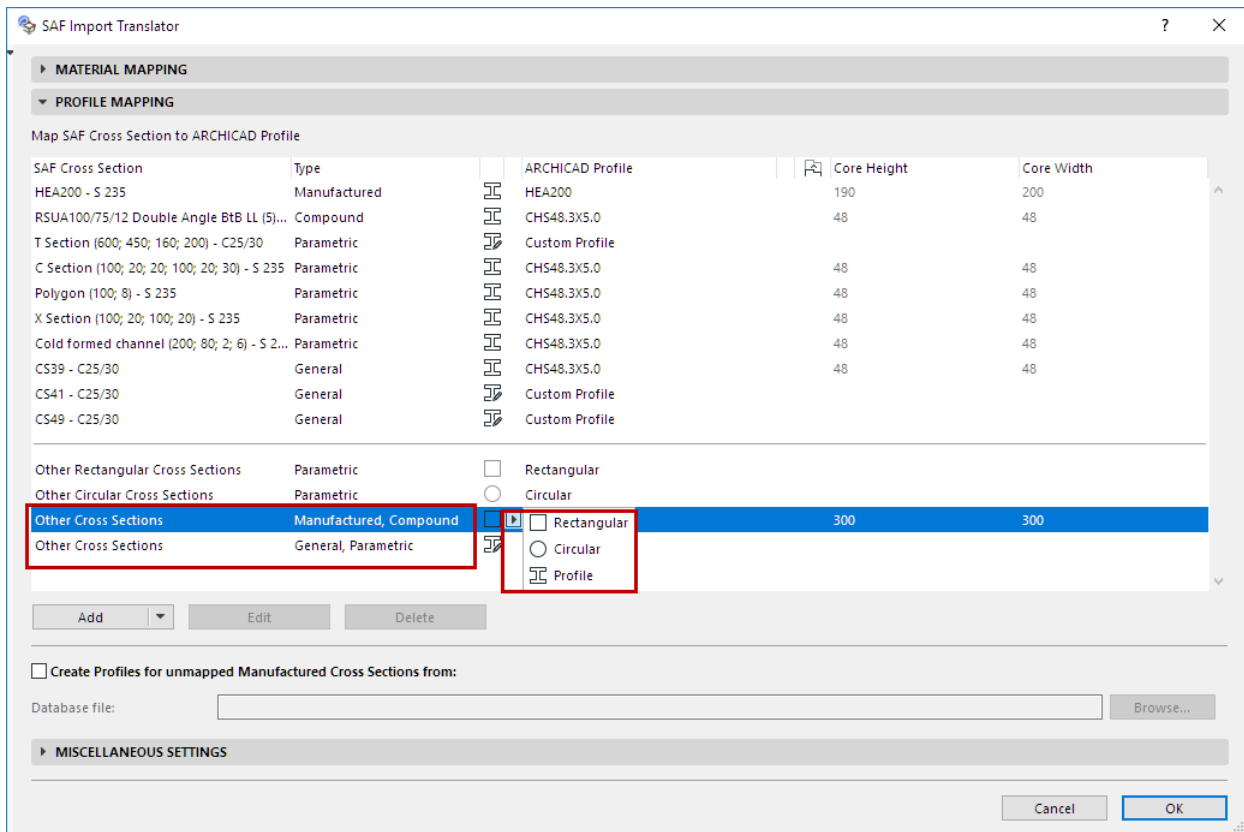 SAF Import Translator ?
MATERIAL MAPPING
PROFILE MAPPING
Map SAF Cross Section to ARCHICAD Profile
SAF Cross Section Type ARCHICAD Profile Core Height Core Width
HEA200 - S 235 Manufactured HEA200 190 200
RSUA100/75/12 Double Angle BtB LL (5)... Compound CHS48.3X5.0 48 48
T Section (600; 450; 160; 200) - C25/30 Parametric Custom Profile
C Section (100; 20; 20; 100; 20; 30) - S 235 Parametric CHS48.3X5.0 48 48
Polygon (100; 8) - S 235 Parametric CHS48.3X5.0 48 48
X Section (100; 20; 100; 20) - S 235 Parametric CHS48.3X5.0 48 48
Cold formed channel (200; 80; 2; 6) - S 2... Parametric CHS48.3X5.0 48 48
CS39 - C25/30 General CHS48.3X5.0 48 48
CS41 - C25/30 General Custom Profile
CS49 - C25/30 General Custom Profile
Other Rectangular Cross Sections Parametric Rectangular
Other Circular Cross Sections Parametric Circular
Other Cross Sections Manufactured, Compound Rectangular 300 300
Other Cross Sections General, Parametric Circular
Profile
Add Edit Delete
Create Profiles for unmapped Manufactured Cross Sections from:
Database file: Browse...
MISCELLANEOUS SETTINGS
Cancel OK